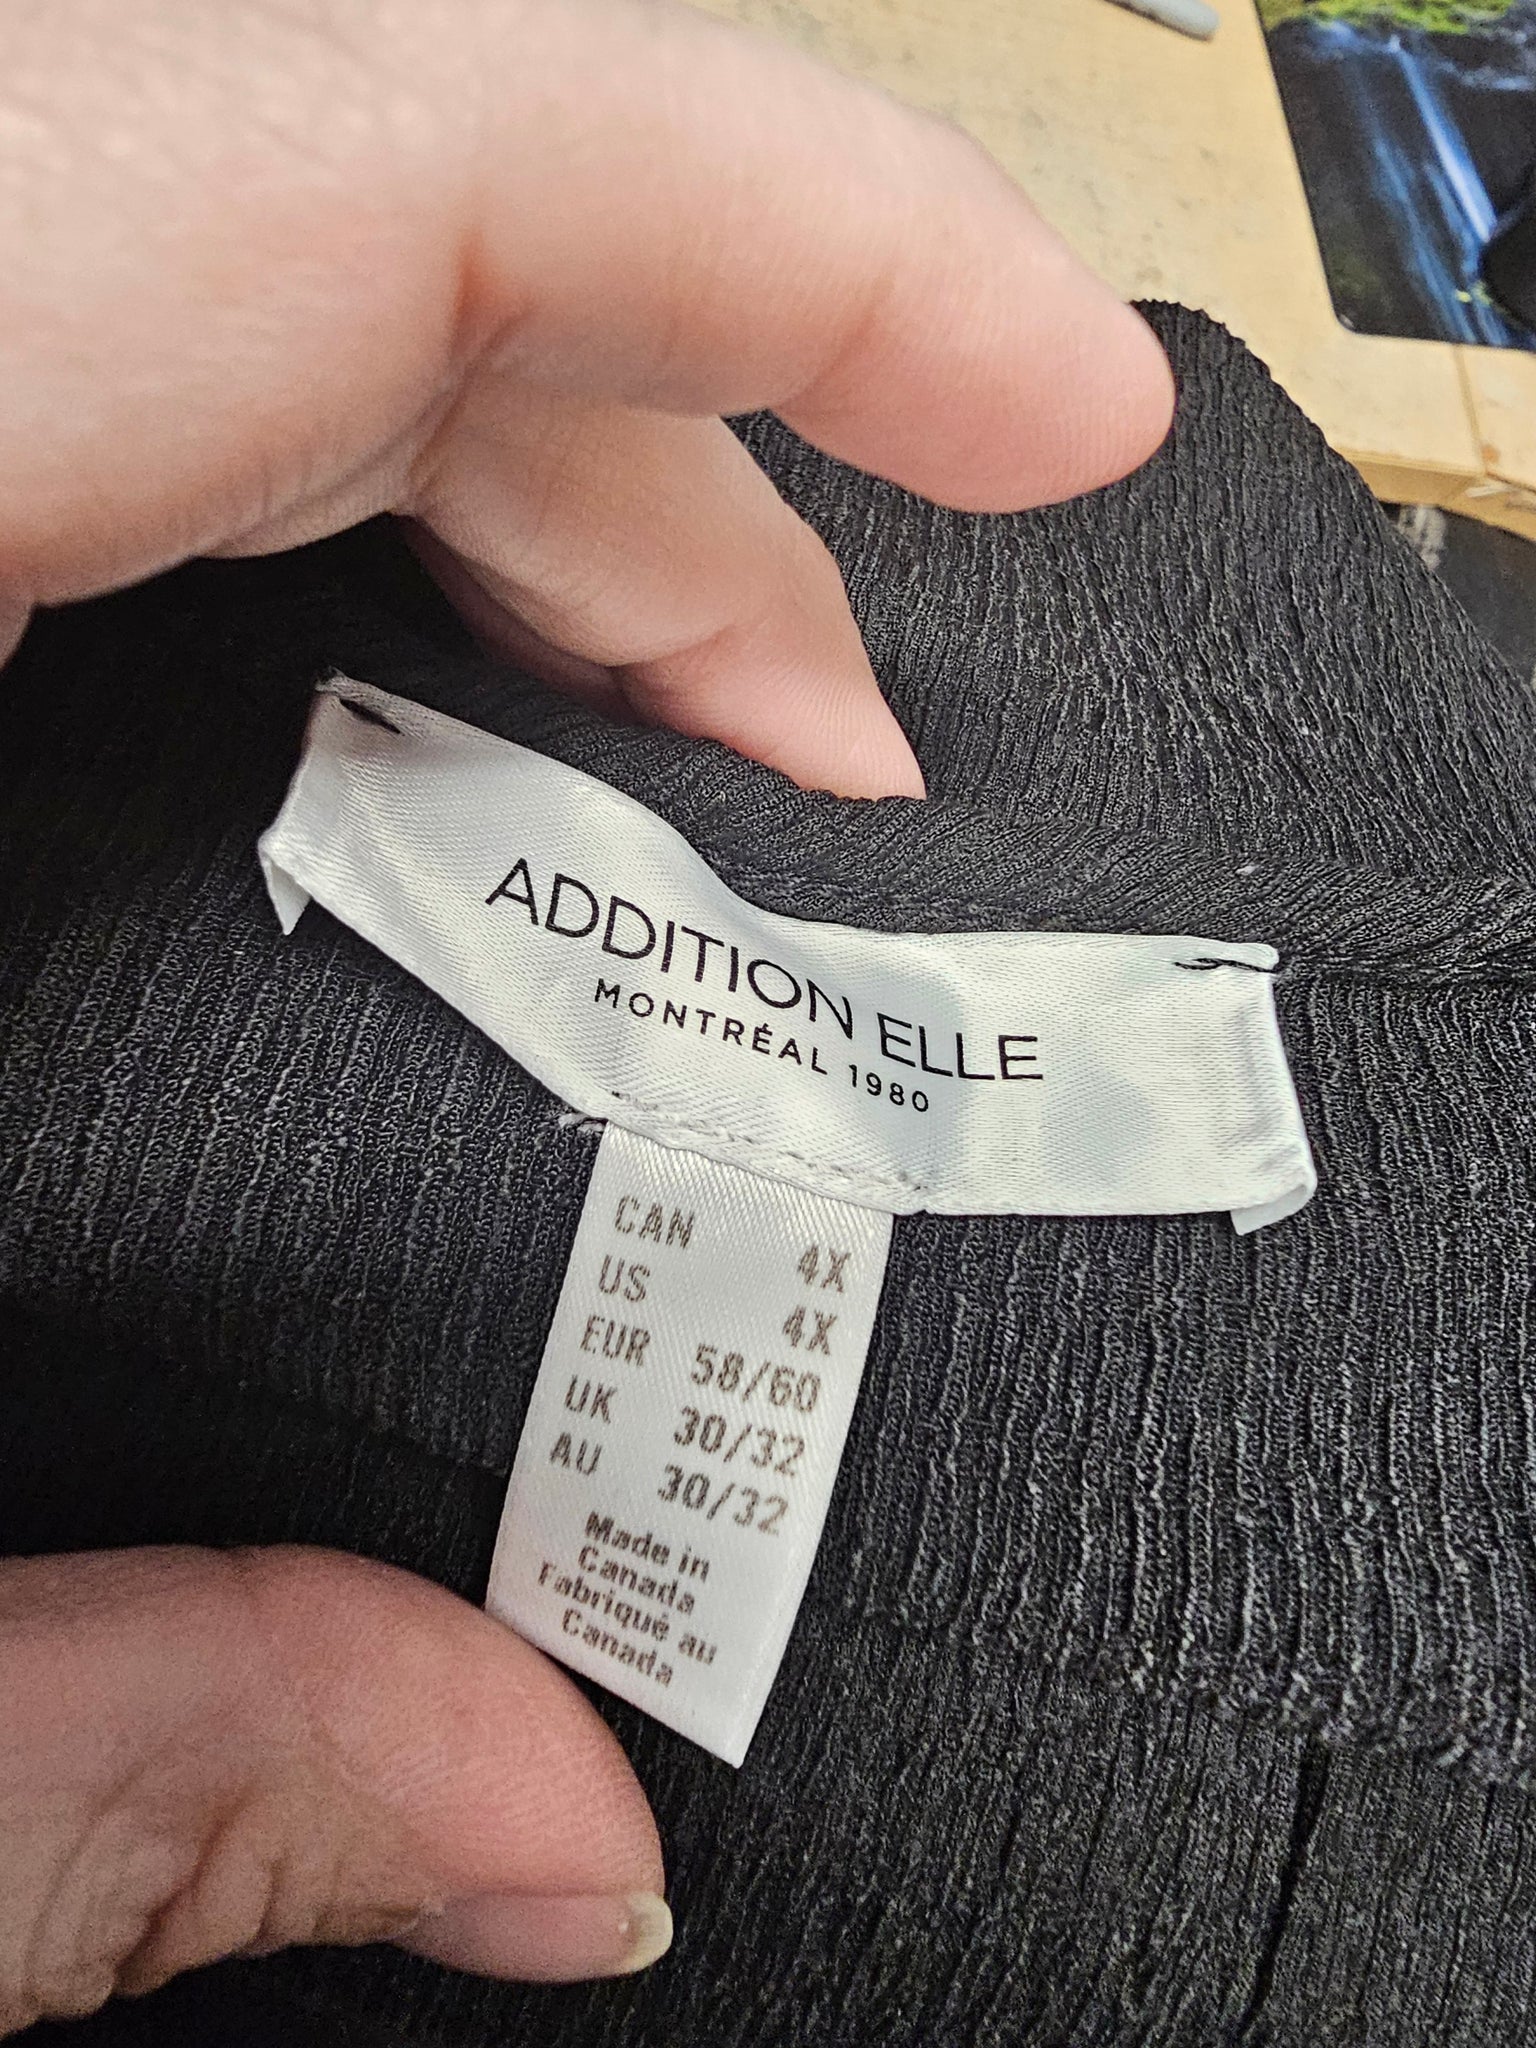 ADDITION ELLE
MONTRÉAL 1980
CAN 4X
US 4X
EUR 58/60
UK 30/32
AU 30/32
Made in
Canada
Fabriqué au
Canada